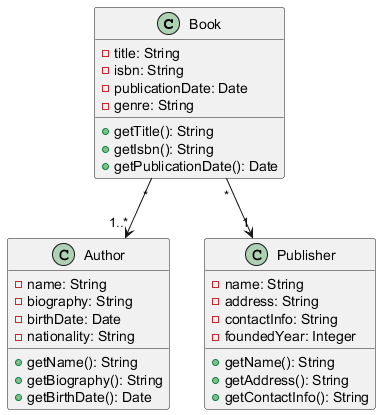 C Book
title: String
isbn: String
publicationDate: Date
genre: String
getTitle(): String
getIsbn(): String
getPublicationDate(): Date
* *
1..* 1
C Author
name: String
biography: String
birthDate: Date
nationality: String
getName(): String
getBiography(): String
getBirthDate(): Date
C Publisher
name: String
address: String
contactInfo: String
foundedYear: Integer
getName(): String
getAddress(): String
getContactInfo(): String